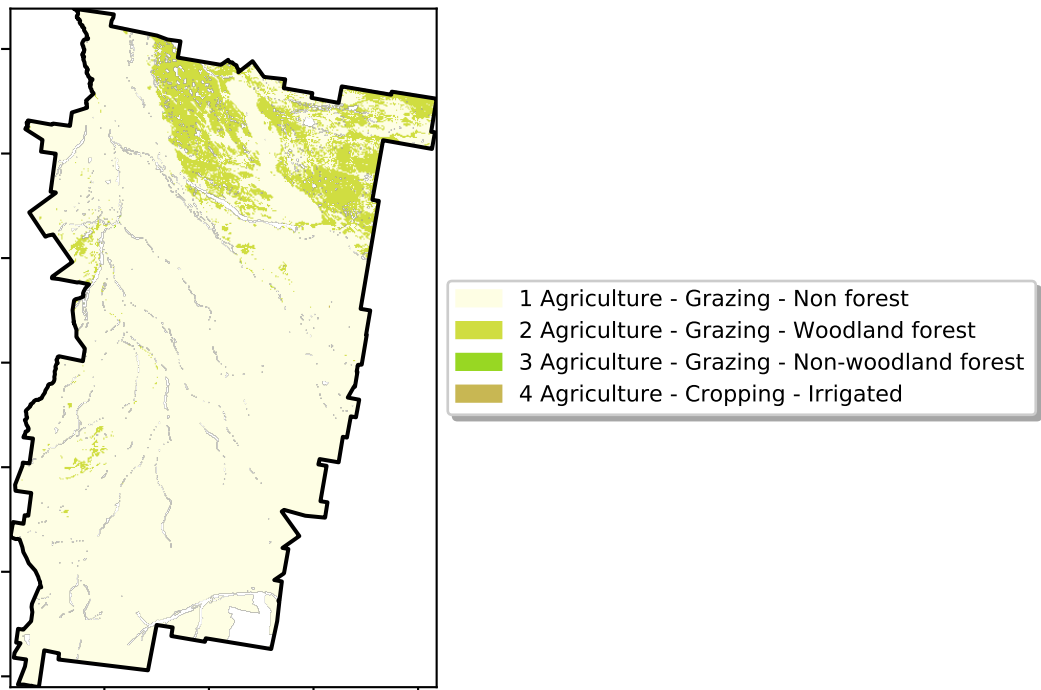 1 Agriculture - Grazing - Non forest
2 Agriculture - Grazing - Woodland forest
3 Agriculture - Grazing - Non-woodland forest
4 Agriculture - Cropping - Irrigated